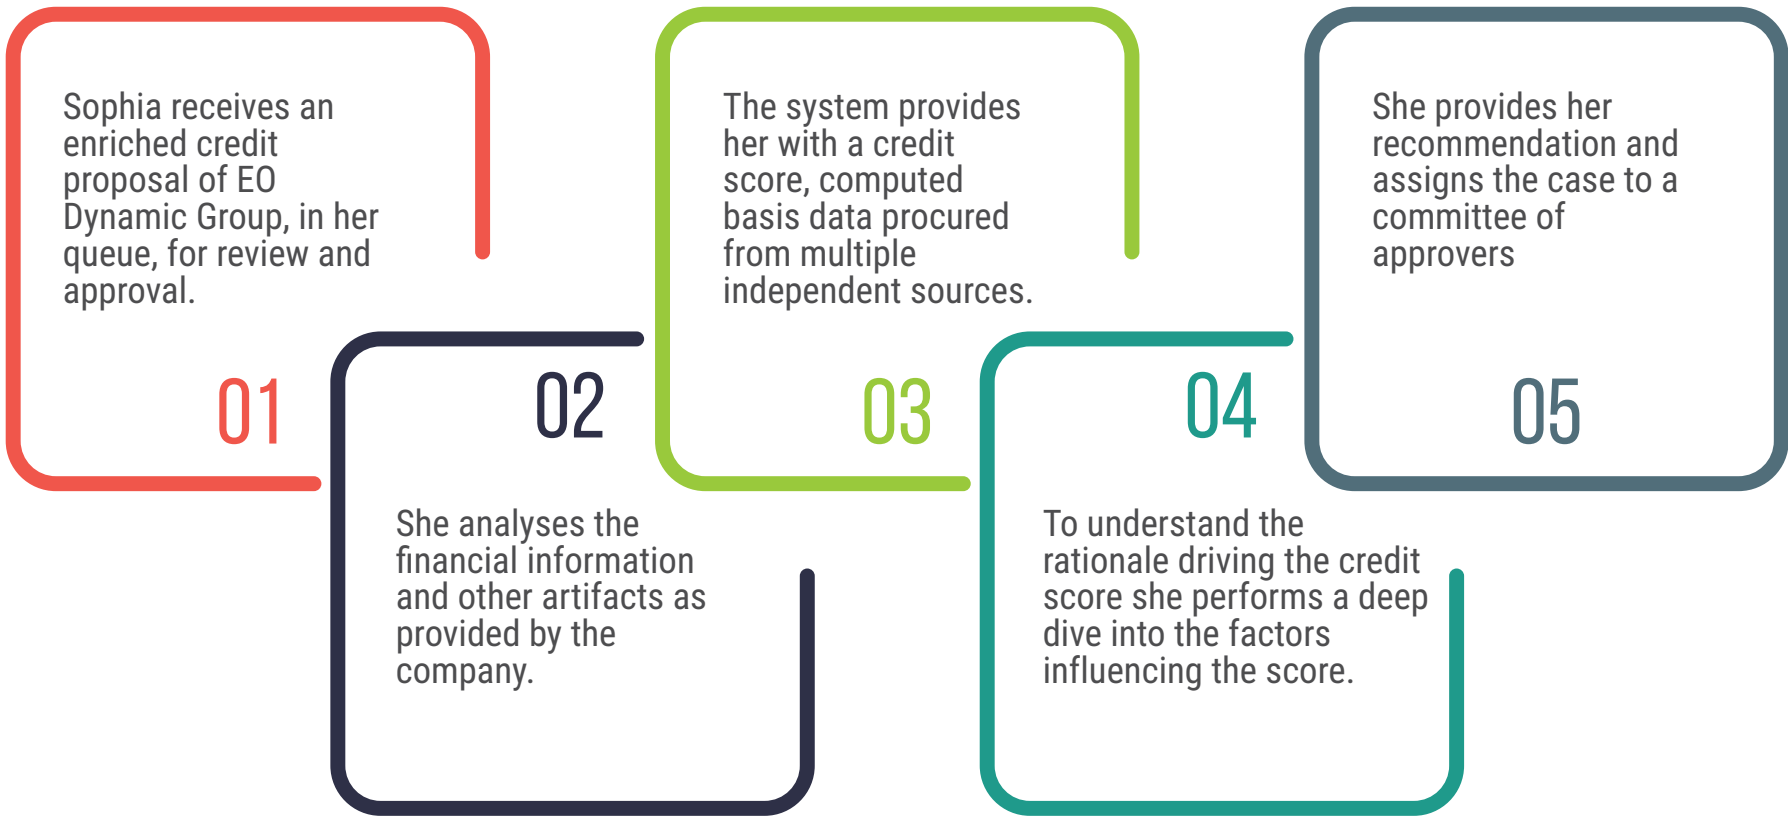 Sophia receives an
enriched credit
proposal of EO
Dynamic Group, in her
queue, for review and
approval.
01
02
She analyses the
financial information
and other artifacts as
provided by the
company.
The system provides
her with a credit
score, computed
basis data procured
from multiple
independent sources.
03
04
To understand the
rationale driving the credit
score she performs a deep
dive into the factors
influencing the score.
She provides her
recommendation and
assigns the case to a
committee of
approvers
05